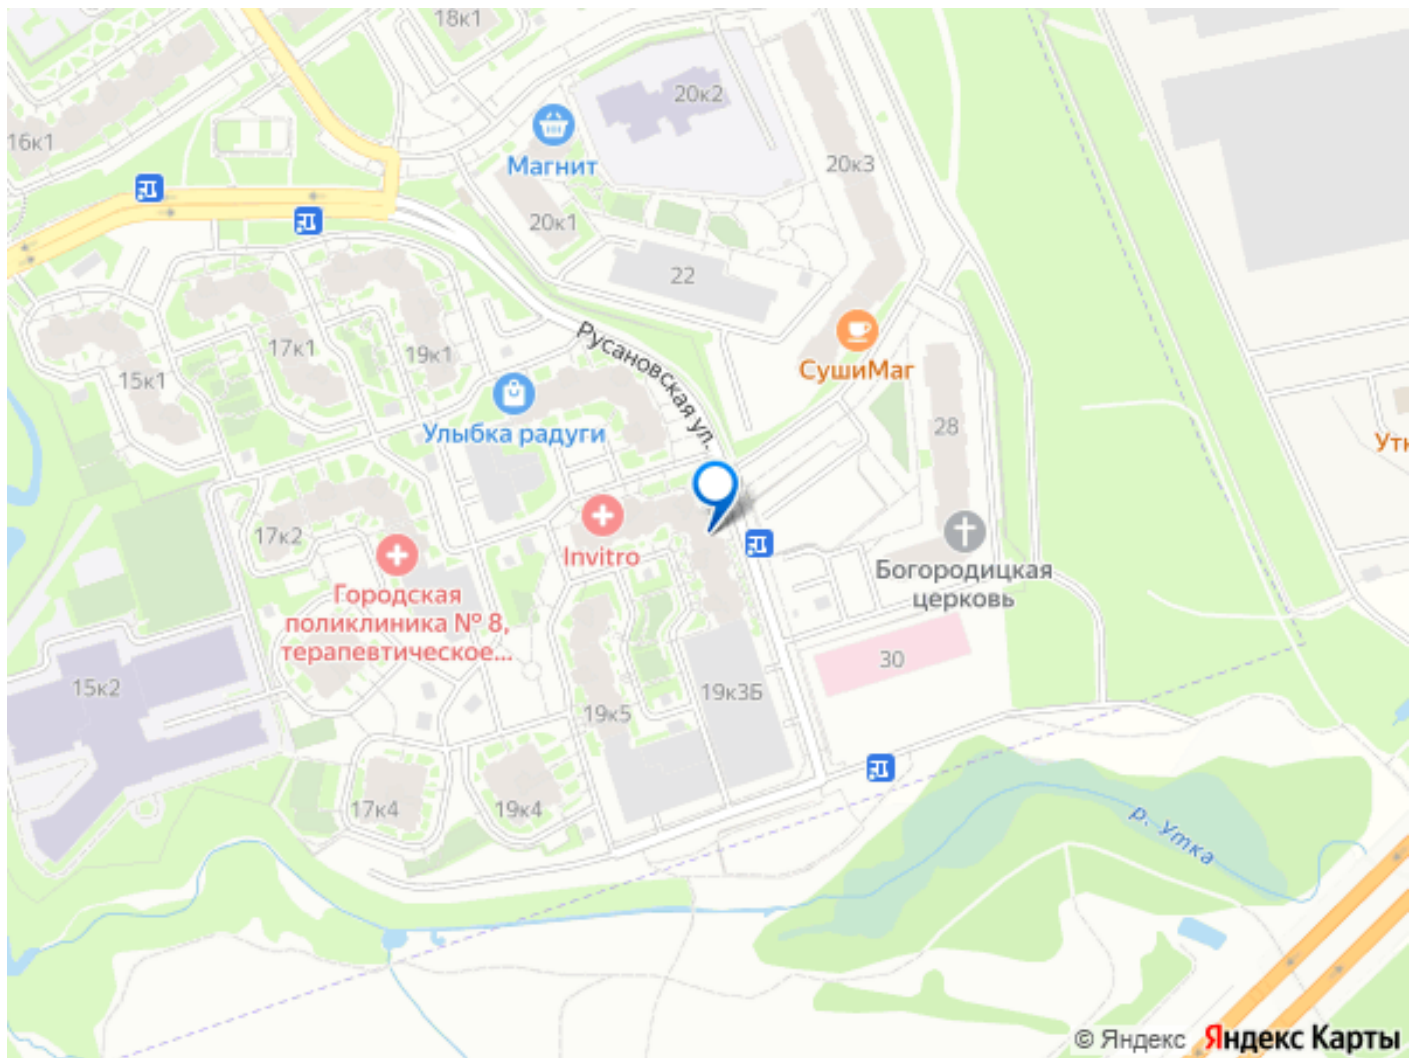 18к1
20к2
16к1
Магнит
20к3
20к1
22
Русановская ул.
17к1
19к1
15к1
СушиМаг
28
Улыбка радуги
Утк
17к2
Invitro
Богородицкая
церковь
Городская
поликлиника № 8,
терапевтическое...
30
15к2
19к3Б
19к5
17к4
19к4
р. Утка
© Яндекс Яндекс Карты